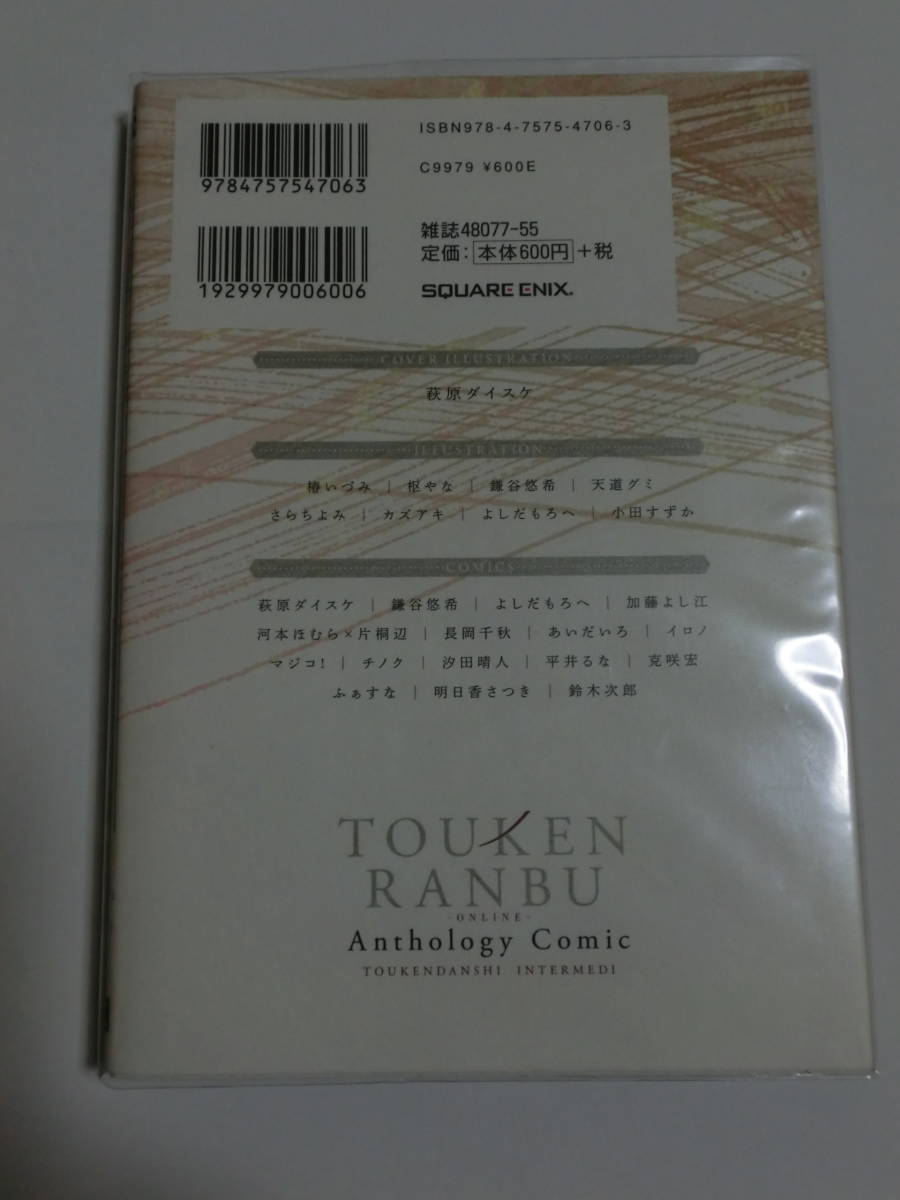 ISBN978-4-7575-4706-3
9784757547063
C9979 ¥600E
雑誌48077-55
定価：本体600円+税
1929979006006
SQUARE ENIX.
COVER ILLUSTRATION
萩原ダイスケ
ILLUSTRATION
椿いづみ | 枢やな | 鎌谷悠希 | 天道グミ
さらちよみ | カズアキ | よしだもろへ | 小田すずか
COMICS
萩原ダイスケ | 鎌谷悠希 | よしだもろへ | 加藤よし江
河本ほむら×片桐辺 | 長岡千秋 | あいだいろ | イロノ
マジコ! | チノク | 汐田晴人 | 平井るな | 克咲宏
ふぁすな | 明日香さつき | 鈴木次郎
TOUKEN
RANBU
-ONLINE-
Anthology Comic
TOUKENDANSHI INTERMEDI